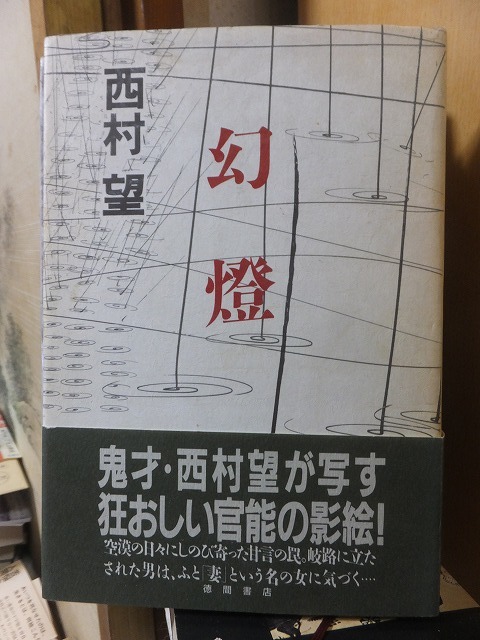 西村 望
幻燈
鬼才・西村望が写す
狂おしい官能の影絵！
空漠の日々にしのび寄った甘言の罠。岐路に立た
された男は、ふと「妻」という名の女に気づく…
徳間書店